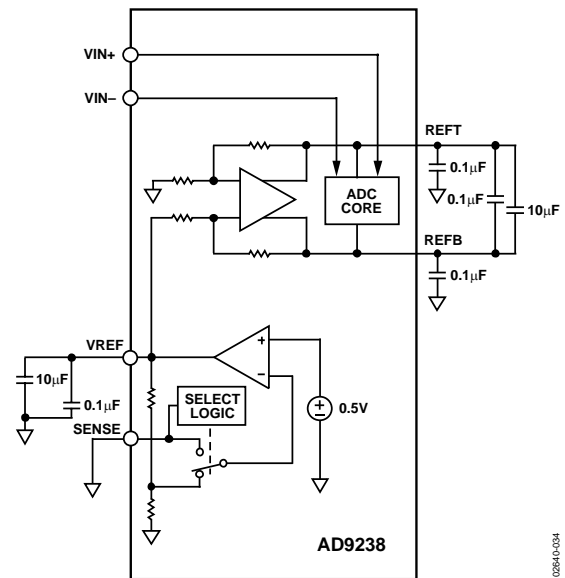 VIN+
VIN–
REFT
0.1µF
ADC
CORE
0.1µF
10µF
REFB
0.1µF
VREF
+
–
10µF
0.1µF
SELECT
LOGIC
+
–
0.5V
SENSE
AD9238
02640-034